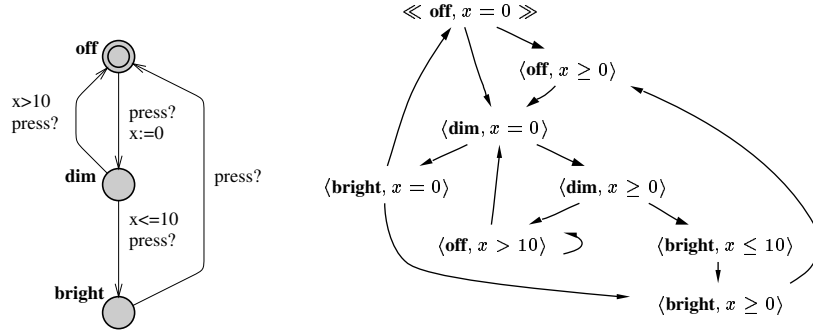 off
x>10
press?
press?
x:=0
dim
press?
x<=10
press?
bright
≪ off, x = 0 ≫
⟨off, x ≥ 0⟩
⟨dim, x = 0⟩
⟨bright, x = 0⟩
⟨dim, x ≥ 0⟩
⟨off, x > 10⟩
⟨bright, x ≤ 10⟩
⟨bright, x ≥ 0⟩